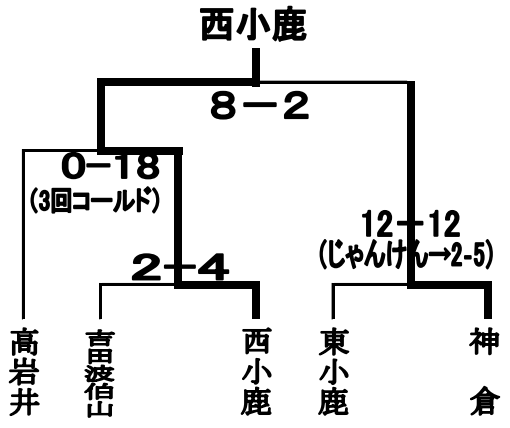 西小鹿
8－2
0－18
(3回コールド)
12－12
(じゃんけん→2-5)
2－4
高岩井
西小鹿
東小鹿
神倉